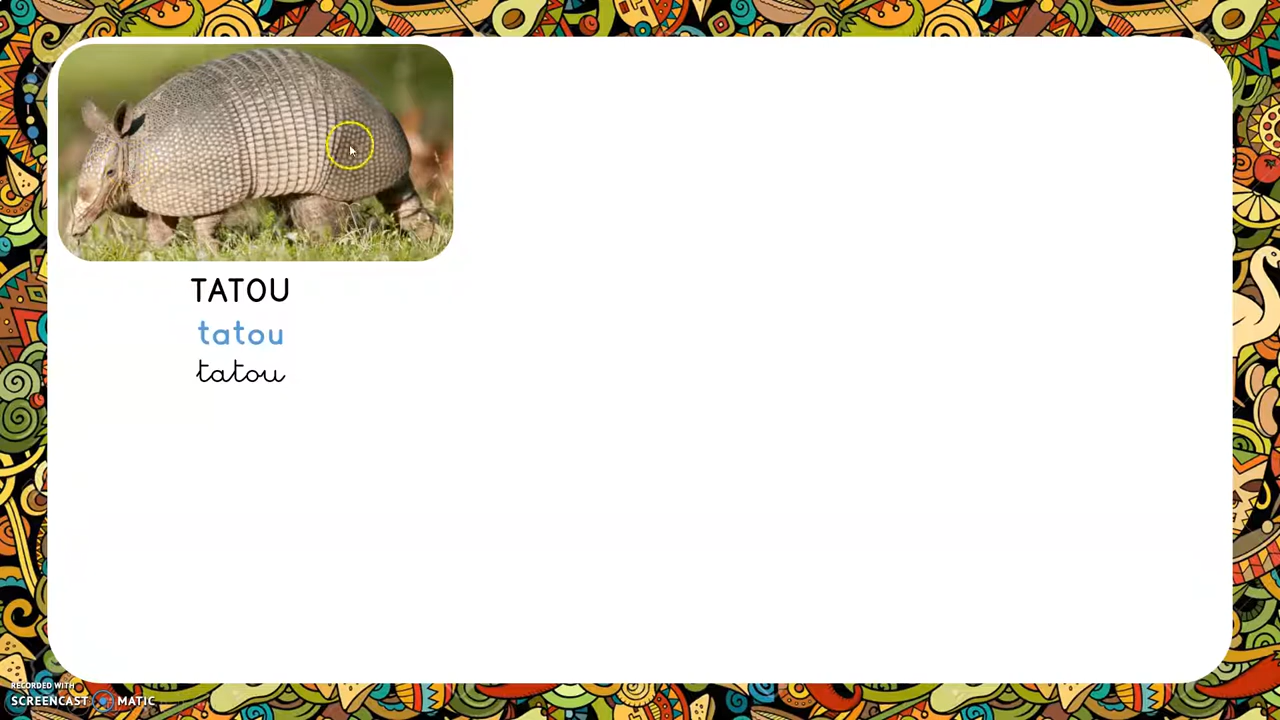 TATOU
tatou
tatou
RECORDED WITH
SCREENCAST MATIC